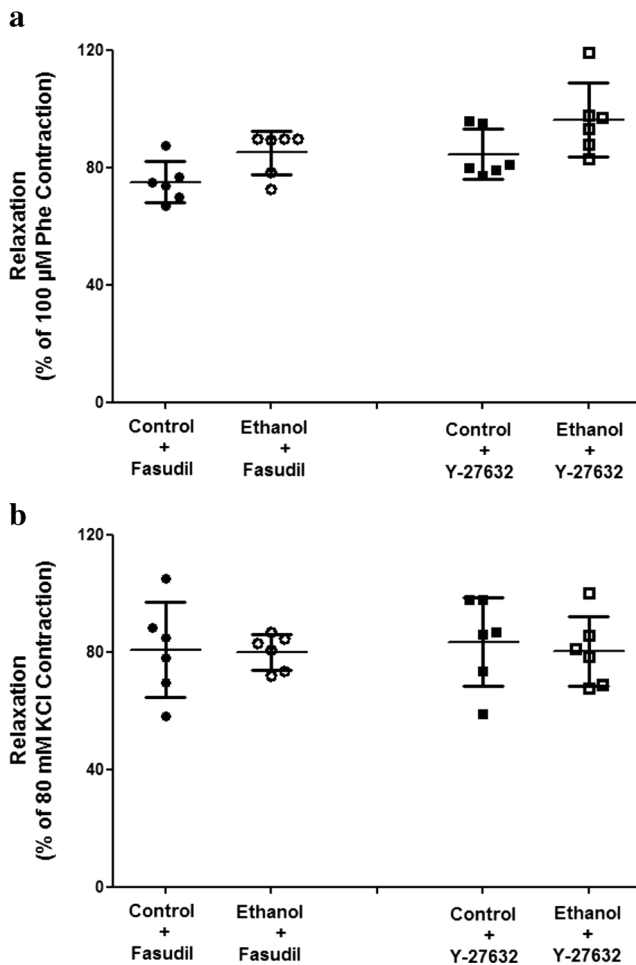 a
Relaxation
(% of 100 µM Phe Contraction)
120
80
40
0
Control
+
Fasudil
Ethanol
+
Fasudil
Control
+
Y-27632
Ethanol
+
Y-27632
b
Relaxation
(% of 80 mM KCl Contraction)
120
80
40
0
Control
+
Fasudil
Ethanol
+
Fasudil
Control
+
Y-27632
Ethanol
+
Y-27632